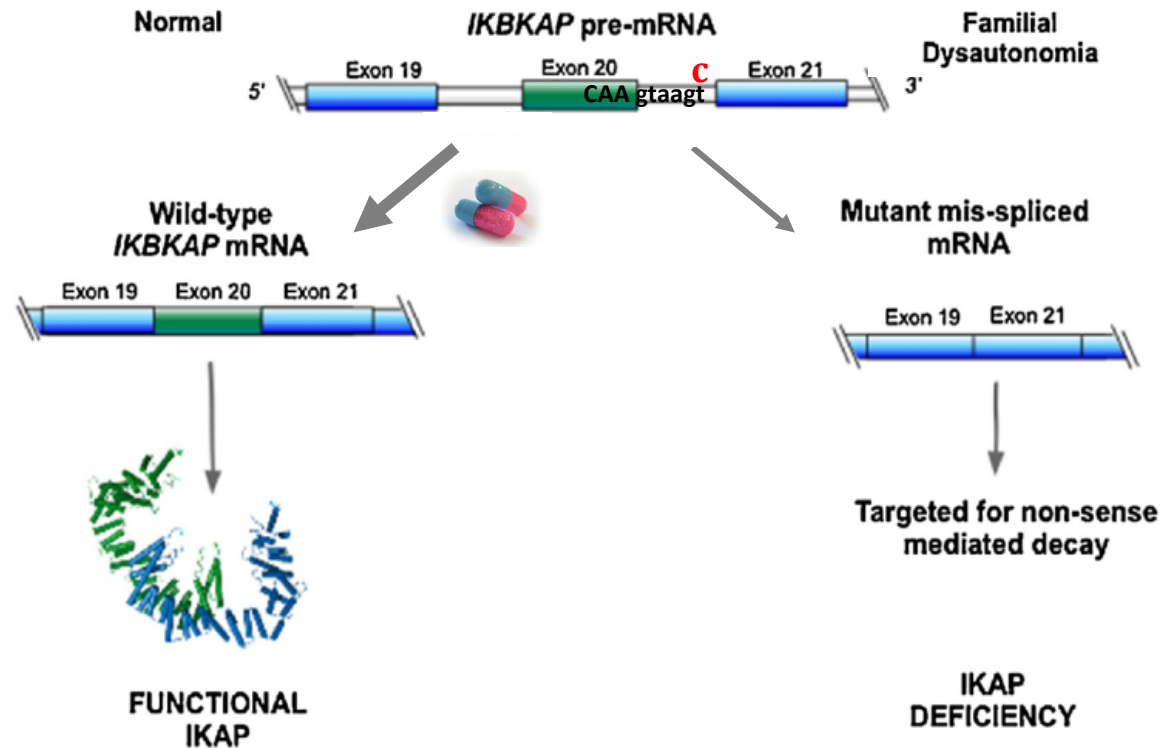 Normal
IKBKAP pre-mRNA
Familial
Dysautonomia
Exon 19
Exon 20
c
Exon 21
5'
CAA gtaagt
3'
Wild-type
IKBKAP mRNA
Mutant mis-spliced
mRNA
Exon 19 Exon 20 Exon 21
Exon 19 Exon 21
Targeted for non-sense
mediated decay
FUNCTIONAL
IKAP
IKAP
DEFICIENCY